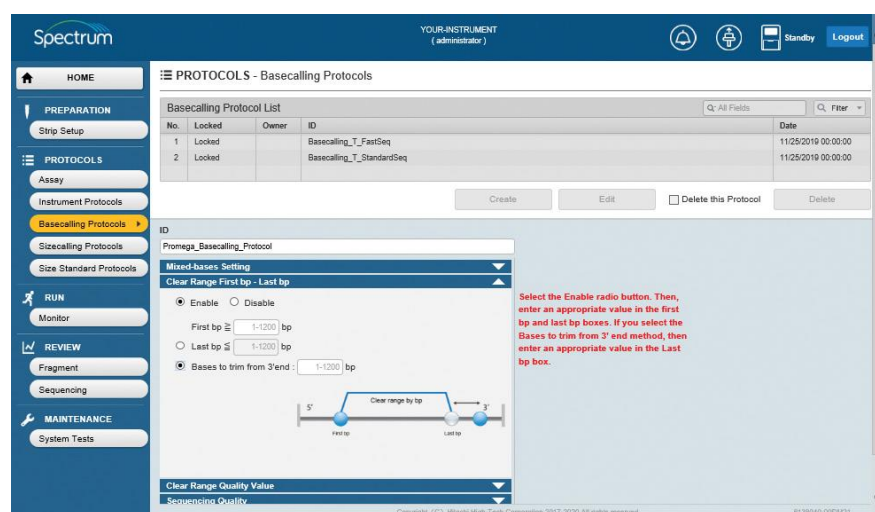 Spectrum
YOUR-INSTRUMENT
( administrator )
Standby
Logout
HOME
PROTOCOLS - Basecalling Protocols
PREPARATION
Strip Setup
PROTOCOLS
Assay
Instrument Protocols
Basecalling Protocols
Sizecalling Protocols
Size Standard Protocols
RUN
Monitor
REVIEW
Fragment
Sequencing
MAINTENANCE
System Tests
Basecalling Protocol List
All Fields
Filter
No. Locked Owner ID Date
1 Locked Basecalling_T_FastSeq 11/25/2019 00:00:00
2 Locked Basecalling_T_StandardSeq 11/25/2019 00:00:00
Create Edit Delete this Protocol Delete
ID
Promega_Basecalling_Protocol
Mixed-bases Setting
Clear Range First bp - Last bp
Enable Disable
First bp ≧ 1-1200 bp
Last bp ≦ 1-1200 bp
Bases to trim from 3'end : 1-1200 bp
5' Clear range by bp 3'
First bp Last bp
Select the Enable radio button. Then,
enter an appropriate value in the first
bp and last bp boxes. If you select the
Bases to trim from 3' end method, then
enter an appropriate value in the Last
bp box.
Clear Range Quality Value
Sequencing Quality